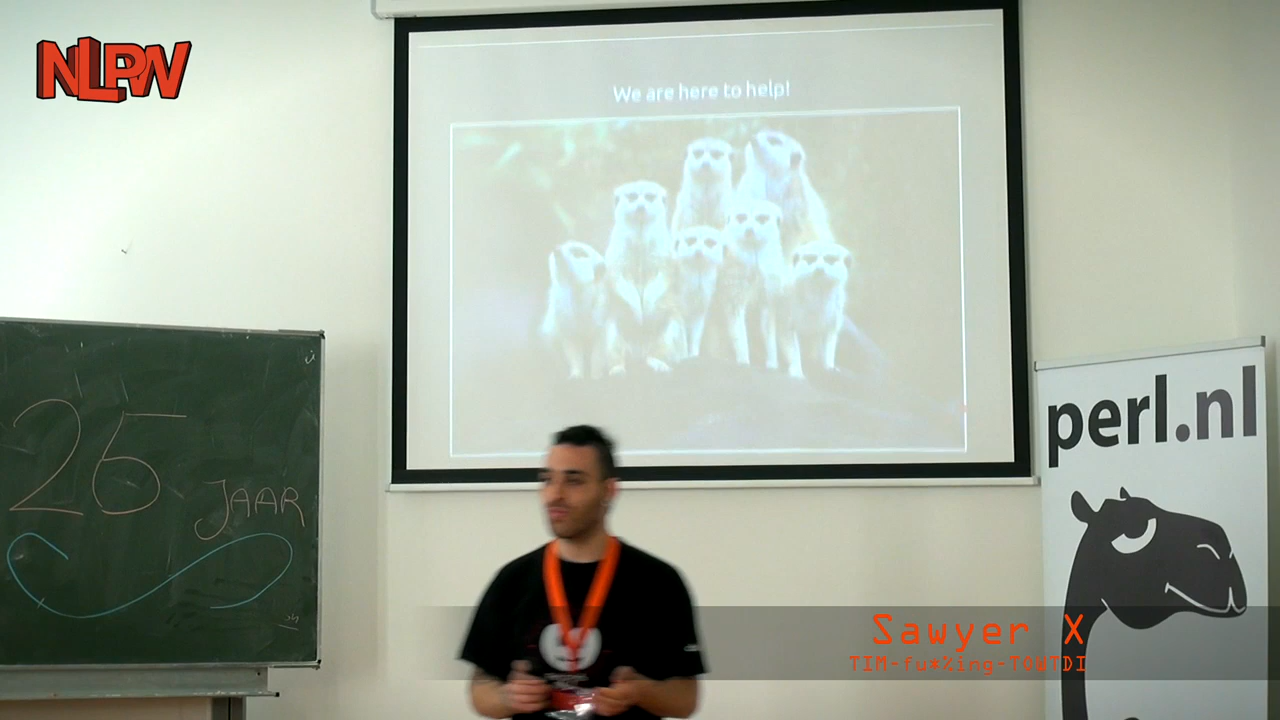 NLPW
We are here to help!
25
JAAR
perl.nl
Sawyer X
TIM-fu*%ing-TOWTDI